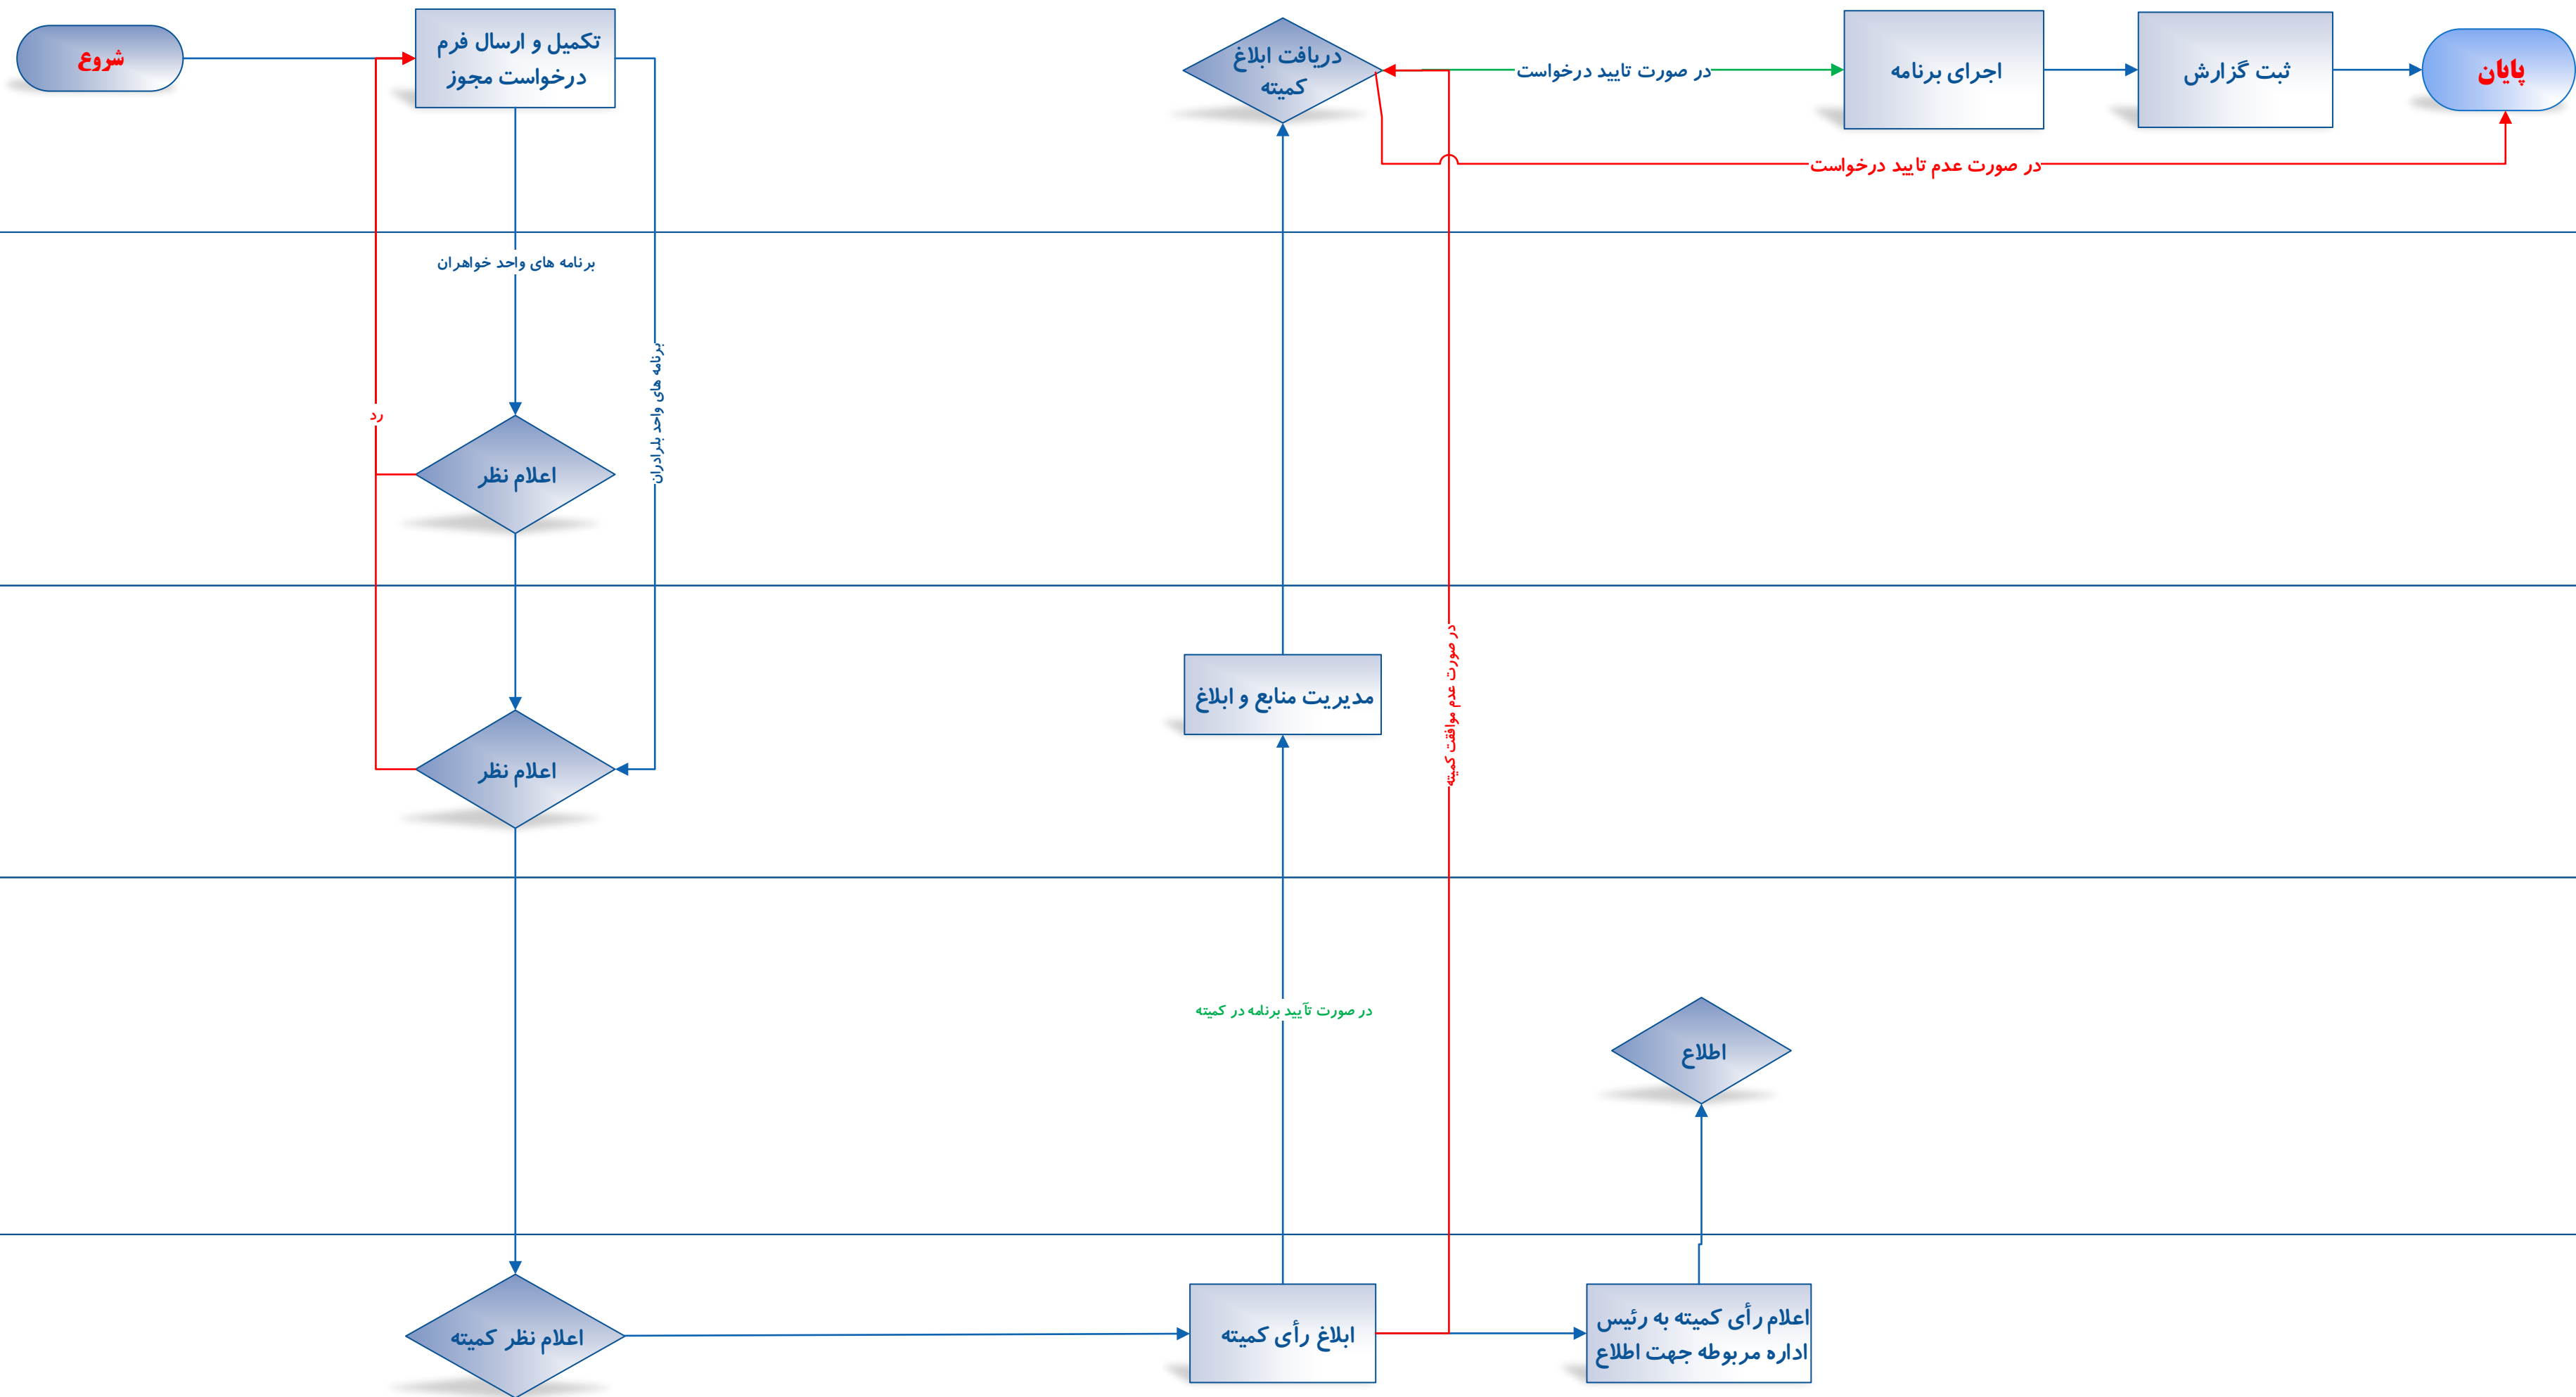 شروع
تکمیل و ارسال فرم
درخواست مجوز
دریافت ابلاغ
کمیته
در صورت تایید درخواست
اجرای برنامه
ثبت گزارش
پایان
در صورت عدم تایید درخواست
برنامه های واحد خواهران
برنامه های واحد بلرادران
رد
اعلام نظر
در صورت عدم موافقت کمیته
مدیریت منابع و ابلاغ
اعلام نظر
در صورت تآیید برنامه در کمیته
اطلاع
اعلام نظر کمیته
ابلاغ رأی کمیته
اعلام رأی کمیته به رئیس
اداره مربوطه جهت اطلاع